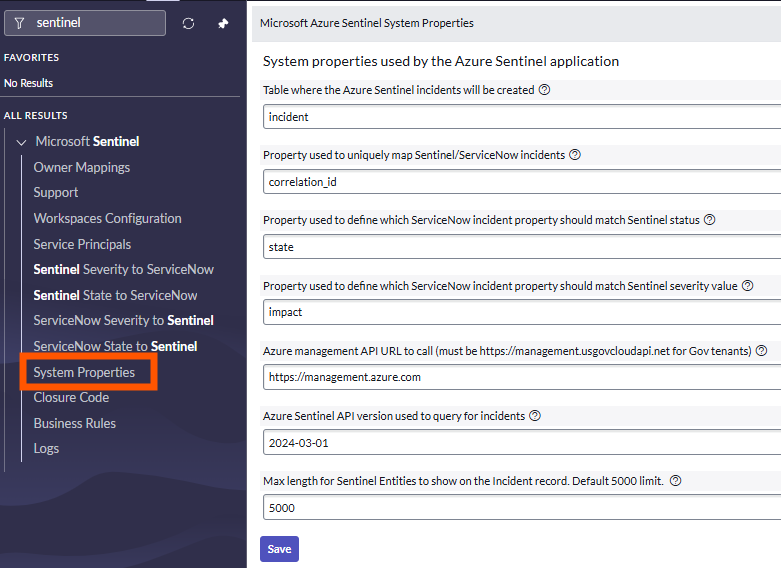 sentinel
FAVORITES
No Results
ALL RESULTS
Microsoft Sentinel
Owner Mappings
Support
Workspaces Configuration
Service Principals
Sentinel Severity to ServiceNow
Sentinel State to ServiceNow
ServiceNow Severity to Sentinel
ServiceNow State to Sentinel
System Properties
Closure Code
Business Rules
Logs
Microsoft Azure Sentinel System Properties
System properties used by the Azure Sentinel application
Table where the Azure Sentinel incidents will be created
incident
Property used to uniquely map Sentinel/ServiceNow incidents
correlation_id
Property used to define which ServiceNow incident property should match Sentinel status
state
Property used to define which ServiceNow incident property should match Sentinel severity value
impact
Azure management API URL to call (must be https://management.usgovcloudapi.net for Gov tenants)
https://management.azure.com
Azure Sentinel API version used to query for incidents
2024-03-01
Max length for Sentinel Entities to show on the Incident record. Default 5000 limit.
5000
Save